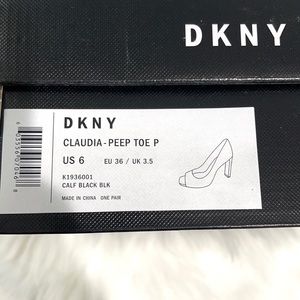 DKNY
DKNY
CLAUDIA-PEEP TOE P
US 6 EU 36 / UK 3.5
K1936001
CALF BLACK BLK
MADE IN CHINA ONE PAIR